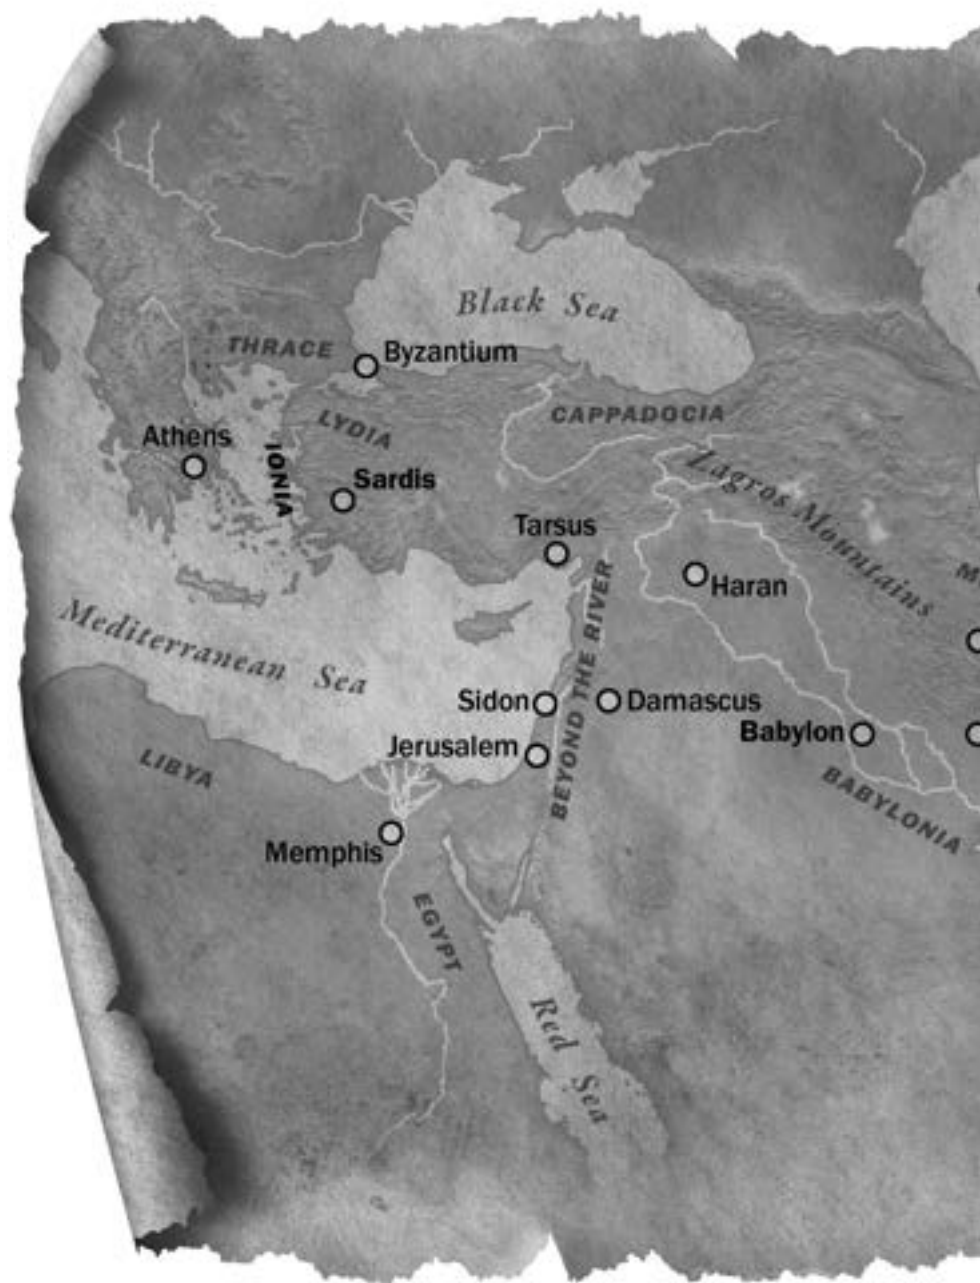 Black Sea
THRACE
Byzantium
CAPPADOCIA
LYDIA
Athens
IONIA
Lagros Mountains
Sardis
Tarsus
M
Haran
BEYOND THE RIVER
Mediterranean Sea
Sidon
Damascus
Babylon
Jerusalem
LIBYA
BABYLONIA
Memphis
EGYPT
Red Sea